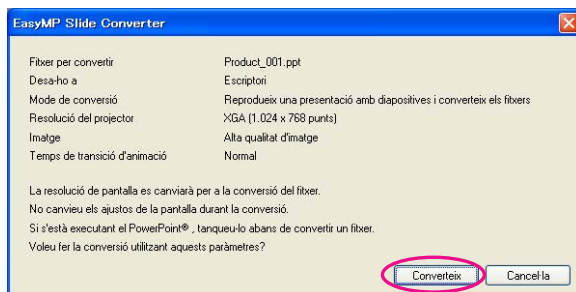 EasyMP Slide Converter
Fitxer per convertir Product_001.ppt
Desa-ho a Escriptori
Mode de conversió Reprodueix una presentació amb diapositives i converteix els fitxers
Resolució del projector XGA (1.024 x 768 punts)
Imatge Alta qualitat d'imatge
Temps de transició d'animació Normal
La resolució de pantalla es canviarà per a la conversió del fitxer.
No canvieu els ajustos de la pantalla durant la conversió.
Si s'està executant el PowerPoint® , tanqueu-lo abans de convertir un fitxer.
Voleu fer la conversió utilitzant aquests paràmetres?
Converteix Cancel·la